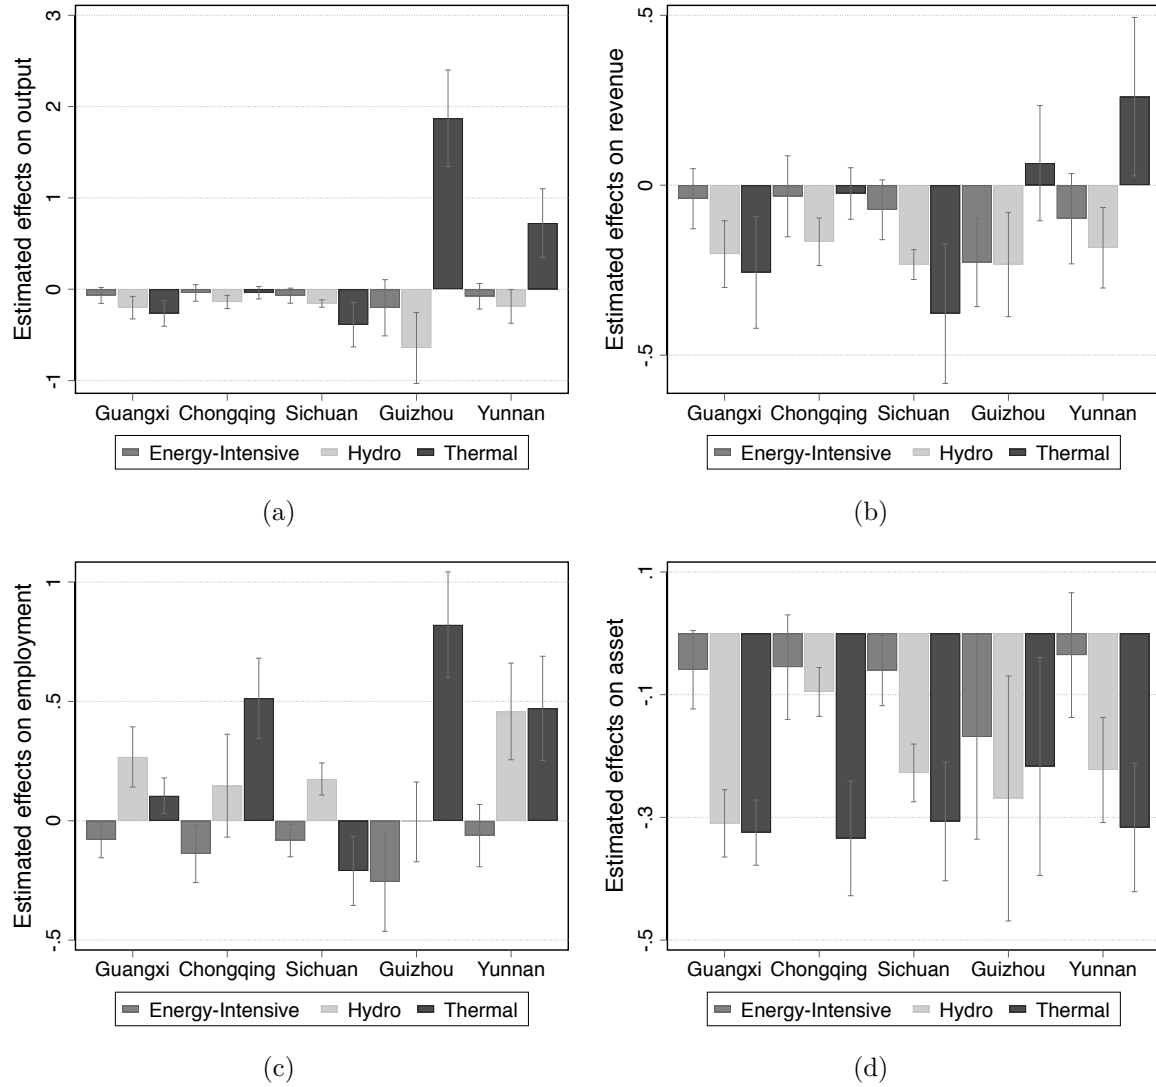 Estimated effects on output
3
2
1
0
-1
Guangxi Chongqing Sichuan Guizhou Yunnan
Energy-Intensive Hydro Thermal
(a)
Estimated effects on revenue
.5
0
-.5
Guangxi Chongqing Sichuan Guizhou Yunnan
Energy-Intensive Hydro Thermal
(b)
Estimated effects on employment
1
.5
0
-.5
Guangxi Chongqing Sichuan Guizhou Yunnan
Energy-Intensive Hydro Thermal
(c)
Estimated effects on asset
.1
-.1
-.3
-.5
Guangxi Chongqing Sichuan Guizhou Yunnan
Energy-Intensive Hydro Thermal
(d)